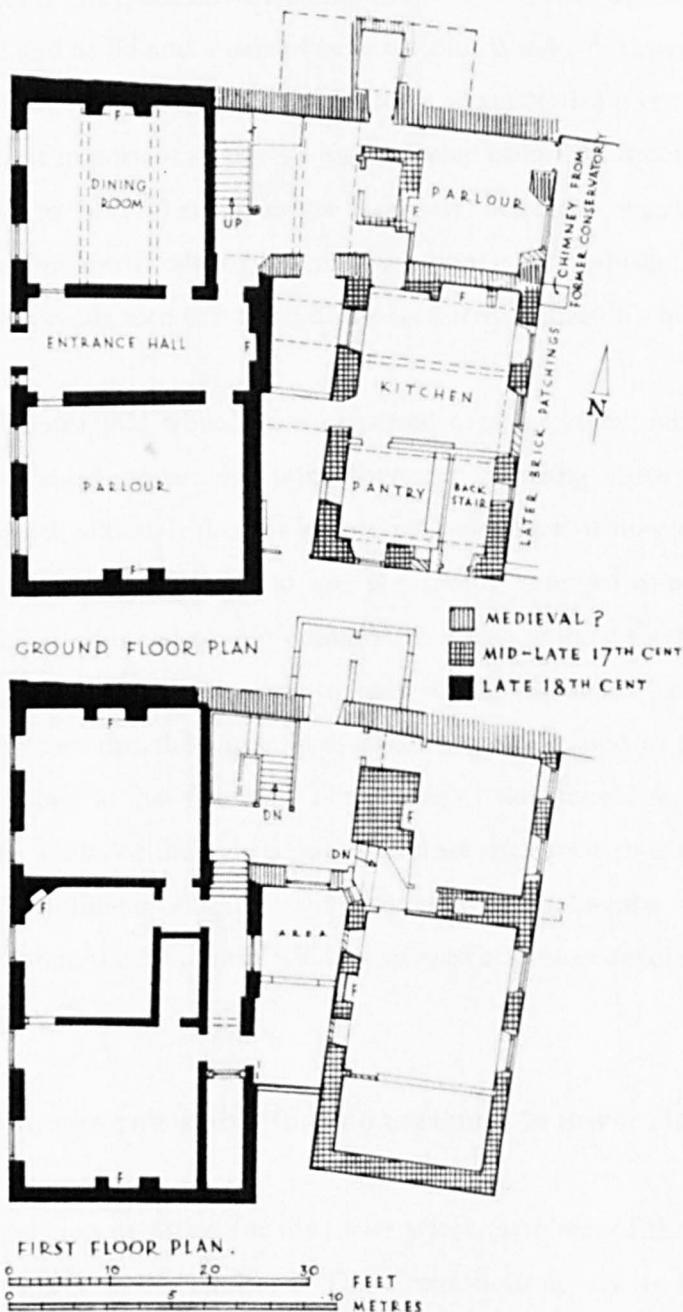 F
DINING
ROOM
UP
F
PARLOUR
CHIMNEY FROM
FORMER CONSERVATORY
ENTRANCE HALL
F
F
KITCHEN
N
PARLOUR
F
PANTRY
BACK
STAIR
LATER BRICK PATCHINGS
GROUND FLOOR PLAN
MEDIEVAL ?
MID-LATE 17TH CENT
LATE 18TH CENT
F
DN
F
DN
AREA
F
F
FIRST FLOOR PLAN.
0 10 20 30 FEET
0 5 10 METRES